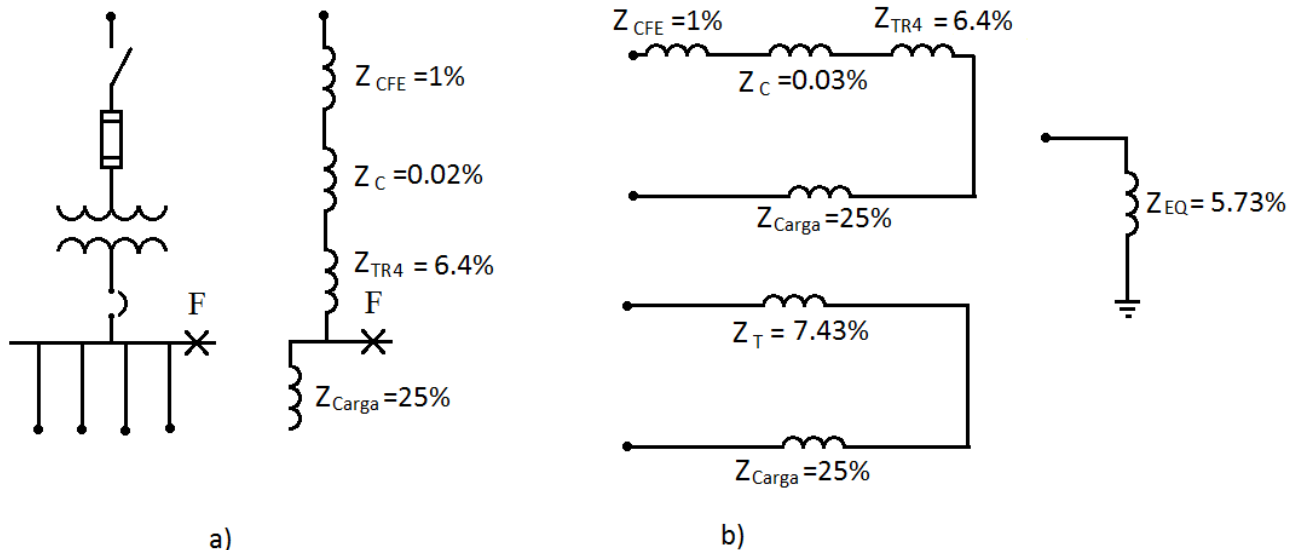 Z CFE =1%
Z C =0.02%
Z TR4 = 6.4%
F
F
Z Carga =25%
a)
Z CFE =1%
Z TR4 = 6.4%
Z C =0.03%
Z Carga =25%
Z EQ = 5.73%
Z T = 7.43%
Z Carga =25%
b)